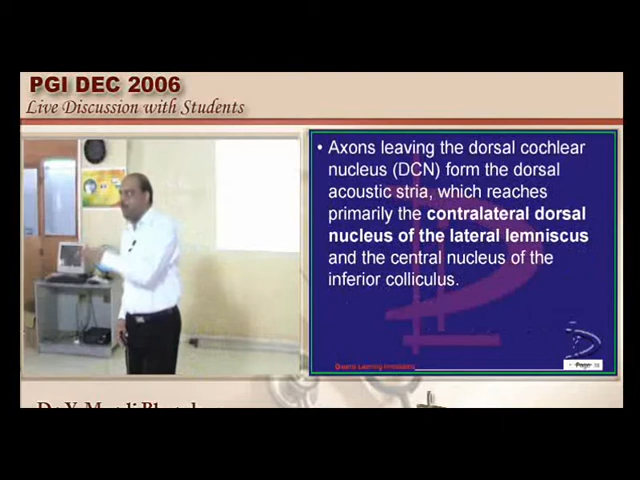 PGI DEC 2006
Live Discussion with Students
• Axons leaving the dorsal cochlear
nucleus (DCN) form the dorsal
acoustic stria, which reaches
primarily the contralateral dorsal
nucleus of the lateral lemniscus
and the central nucleus of the
inferior colliculus.
Page